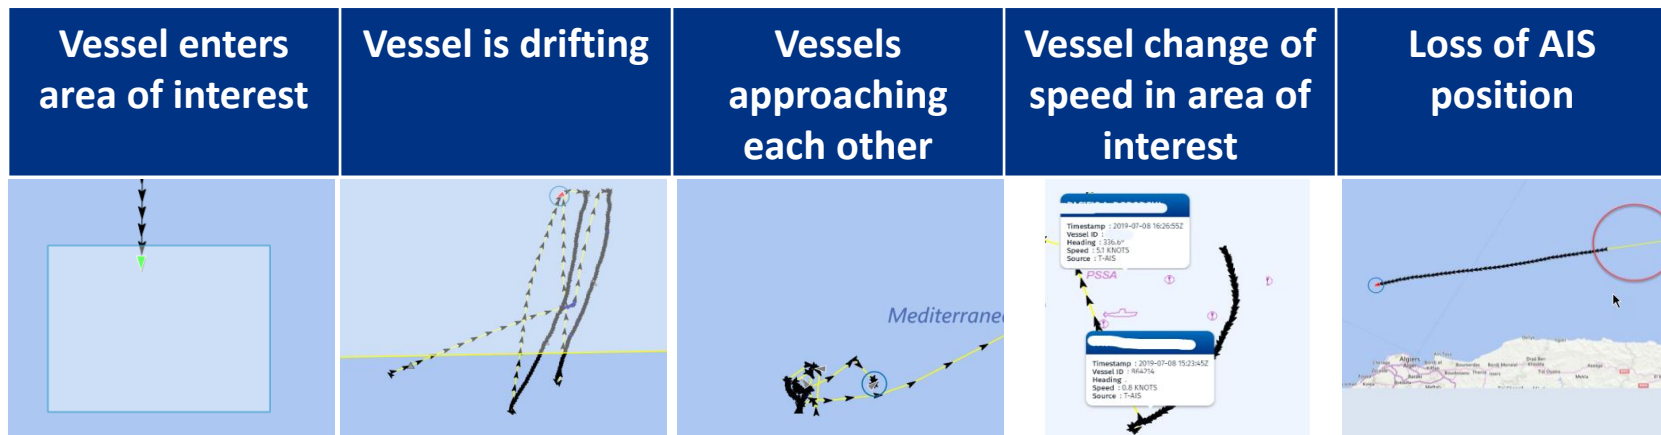 Vessel enters
area of interest
Vessel is drifting
Vessels
approaching
each other
Vessel change of
speed in area of
interest
Loss of AIS
position
Mediterrane
Timestamp : 2019-07-08 16:26:55Z
Vessel ID :
Heading : 336.6°
Speed : 5.1 KNOTS
Source : T-AIS
PSSA
Timestamp : 2019-07-08 15:23:45Z
Vessel ID :
Heading :
Speed : 0.8 KNOTS
Source : T-AIS
Algiers
Alger